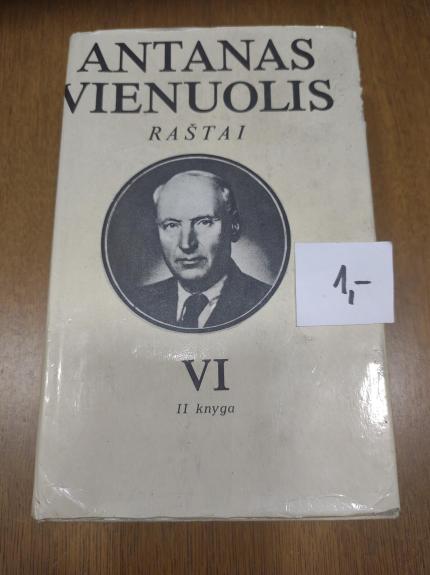 ANTANAS
VIENUOLIS
RAŠTAI
1,-
VI
II knyga